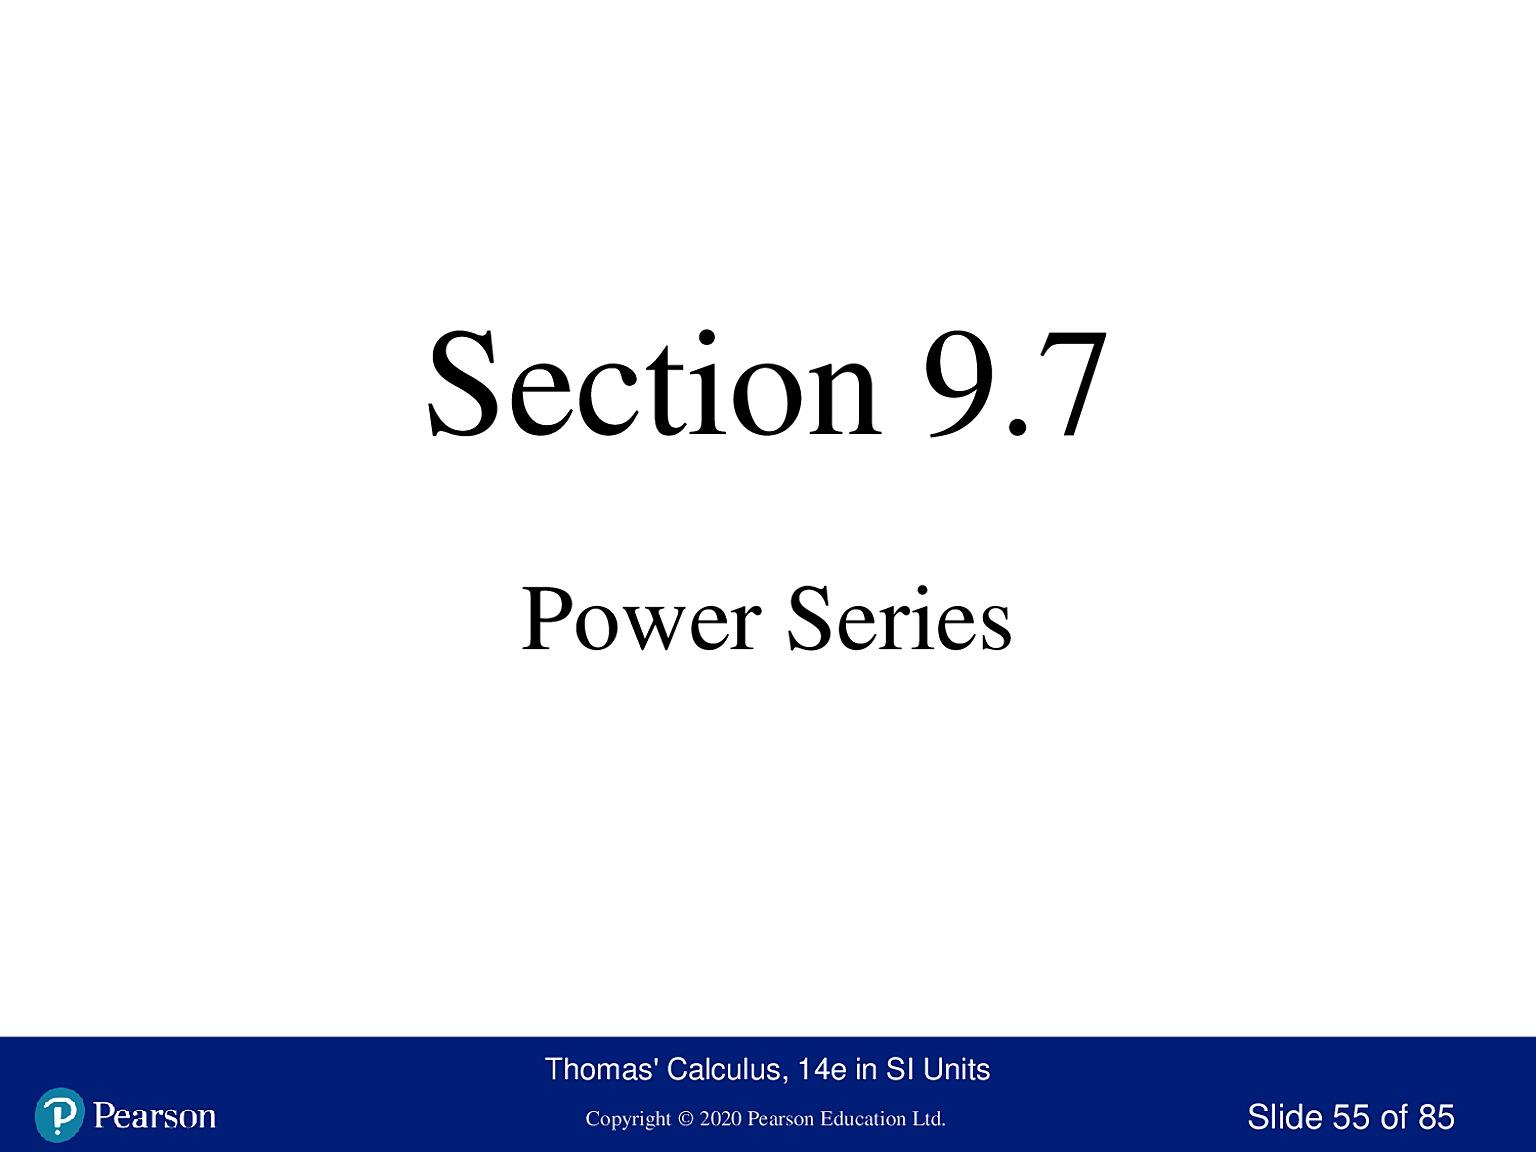 Section 9.7
Power Series
Thomas' Calculus, 14e in SI Units
Pearson
Copyright © 2020 Pearson Education Ltd.
Slide 55 of 85